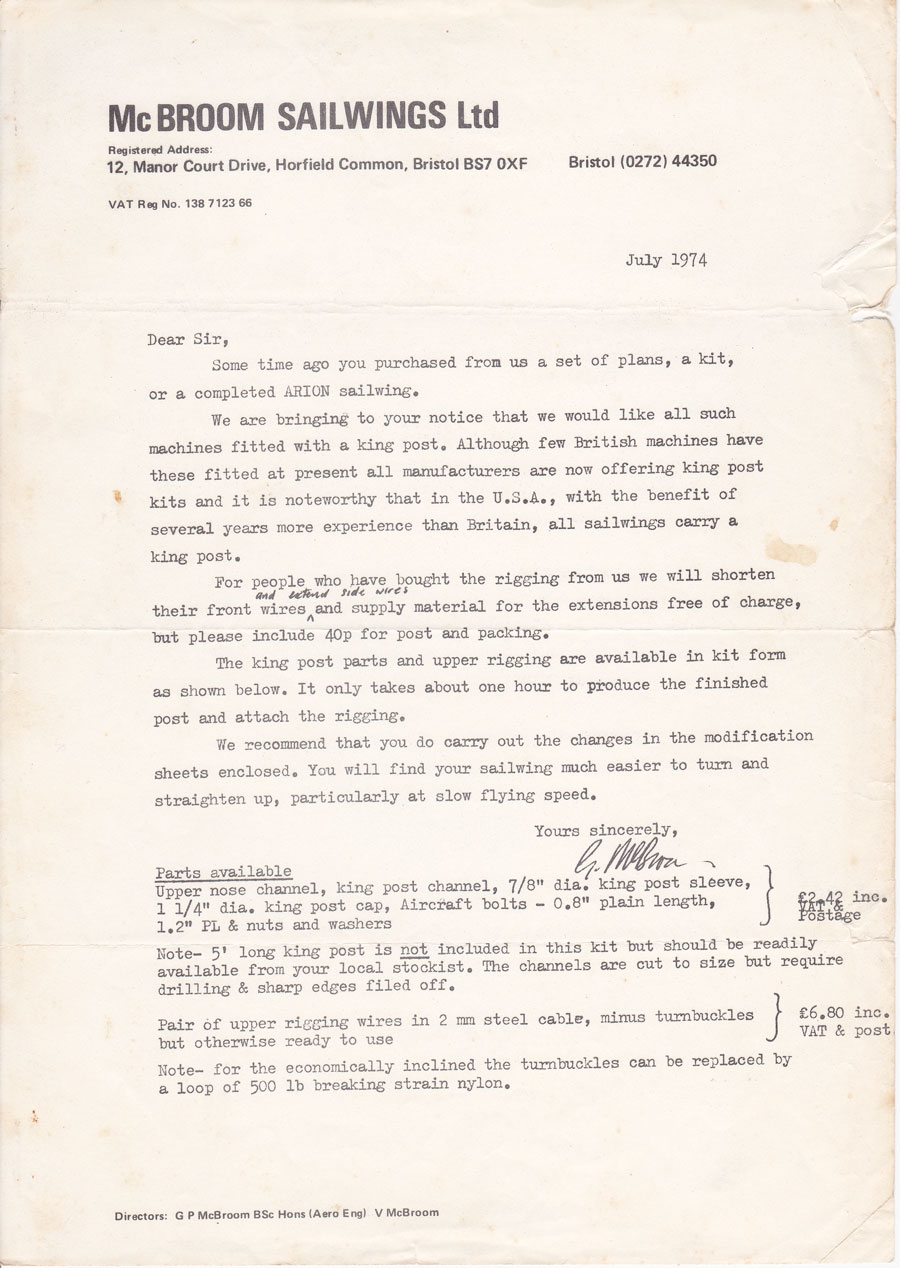 McBROOM SAILWINGS Ltd
Registered Address:
12, Manor Court Drive, Horfield Common, Bristol BS7 0XF    Bristol (0272) 44350
VAT Reg No. 138 7123 66
July 1974
Dear Sir,
Some time ago you purchased from us a set of plans, a kit,
or a completed ARION sailwing.
We are bringing to your notice that we would like all such
machines fitted with a king post. Although few British machines have
these fitted at present all manufacturers are now offering king post
kits and it is noteworthy that in the U.S.A., with the benefit of
several years more experience than Britain, all sailwings carry a
king post.
For people who have bought the rigging from us we will shorten
and extend side wires
their front wires ^ and supply material for the extensions free of charge,
but please include 40p for post and packing.
The king post parts and upper rigging are available in kit form
as shown below. It only takes about one hour to produce the finished
post and attach the rigging.
We recommend that you do carry out the changes in the modification
sheets enclosed. You will find your sailwing much easier to turn and
straighten up, particularly at slow flying speed.
Yours sincerely,
G. McBroom
Parts available
Upper nose channel, king post channel, 7/8" dia. king post sleeve,
1 1/4" dia. king post cap, Aircraft bolts - 0.8" plain length,
1.2" PL & nuts and washers
£2.42 inc.
VAT &
Postage
Note- 5' long king post is not included in this kit but should be readily
available from your local stockist. The channels are cut to size but require
drilling & sharp edges filed off.
Pair of upper rigging wires in 2 mm steel cable, minus turnbuckles
but otherwise ready to use
£6.80 inc.
VAT & post
Note- for the economically inclined the turnbuckles can be replaced by
a loop of 500 lb breaking strain nylon.
Directors: G P McBroom BSc Hons (Aero Eng) V McBroom